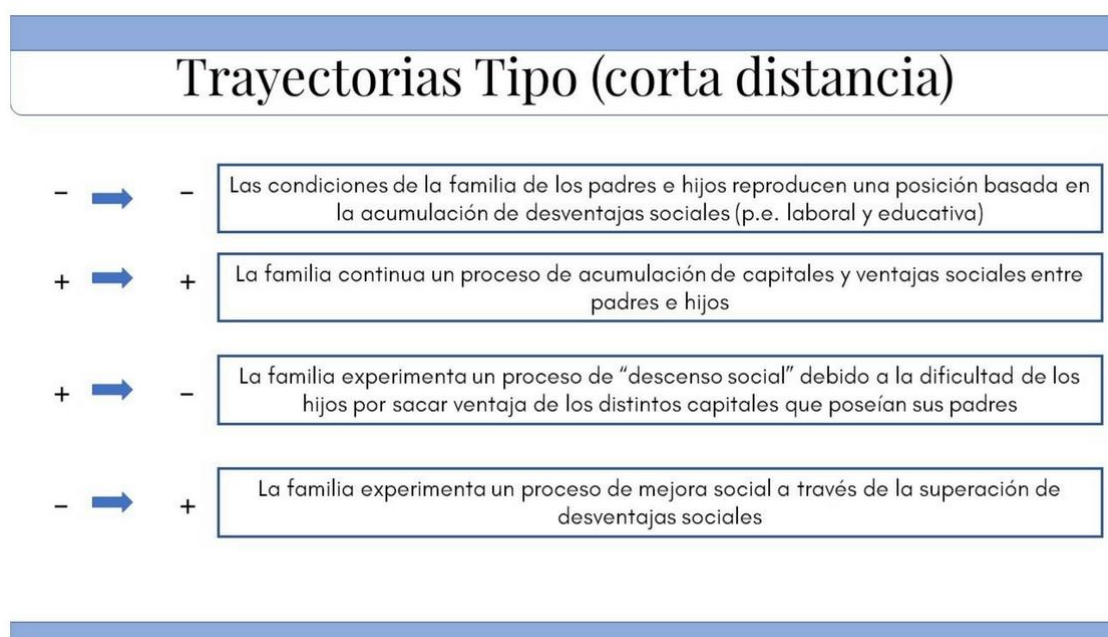 Trayectorias Tipo (corta distancia)
– –
Las condiciones de la familia de los padres e hijos reproducen una posición basada en
la acumulación de desventajas sociales (p.e. laboral y educativa)
+ +
La familia continua un proceso de acumulación de capitales y ventajas sociales entre
padres e hijos
+ –
La familia experimenta un proceso de “descenso social” debido a la dificultad de los
hijos por sacar ventaja de los distintos capitales que poseían sus padres
– +
La familia experimenta un proceso de mejora social a través de la superación de
desventajas sociales